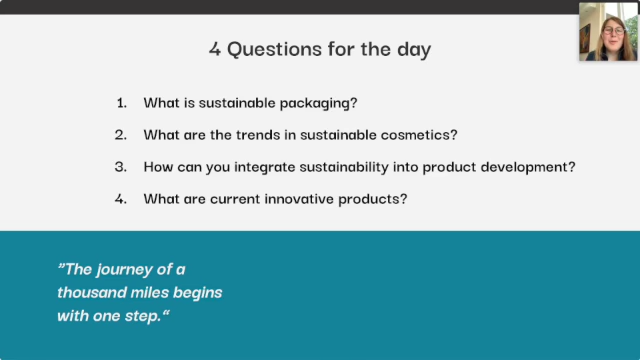 4 Questions for the day
1. What is sustainable packaging?
2. What are the trends in sustainable cosmetics?
3. How can you integrate sustainability into product development?
4. What are current innovative products?
”The journey of a
thousand miles begins
with one step.“